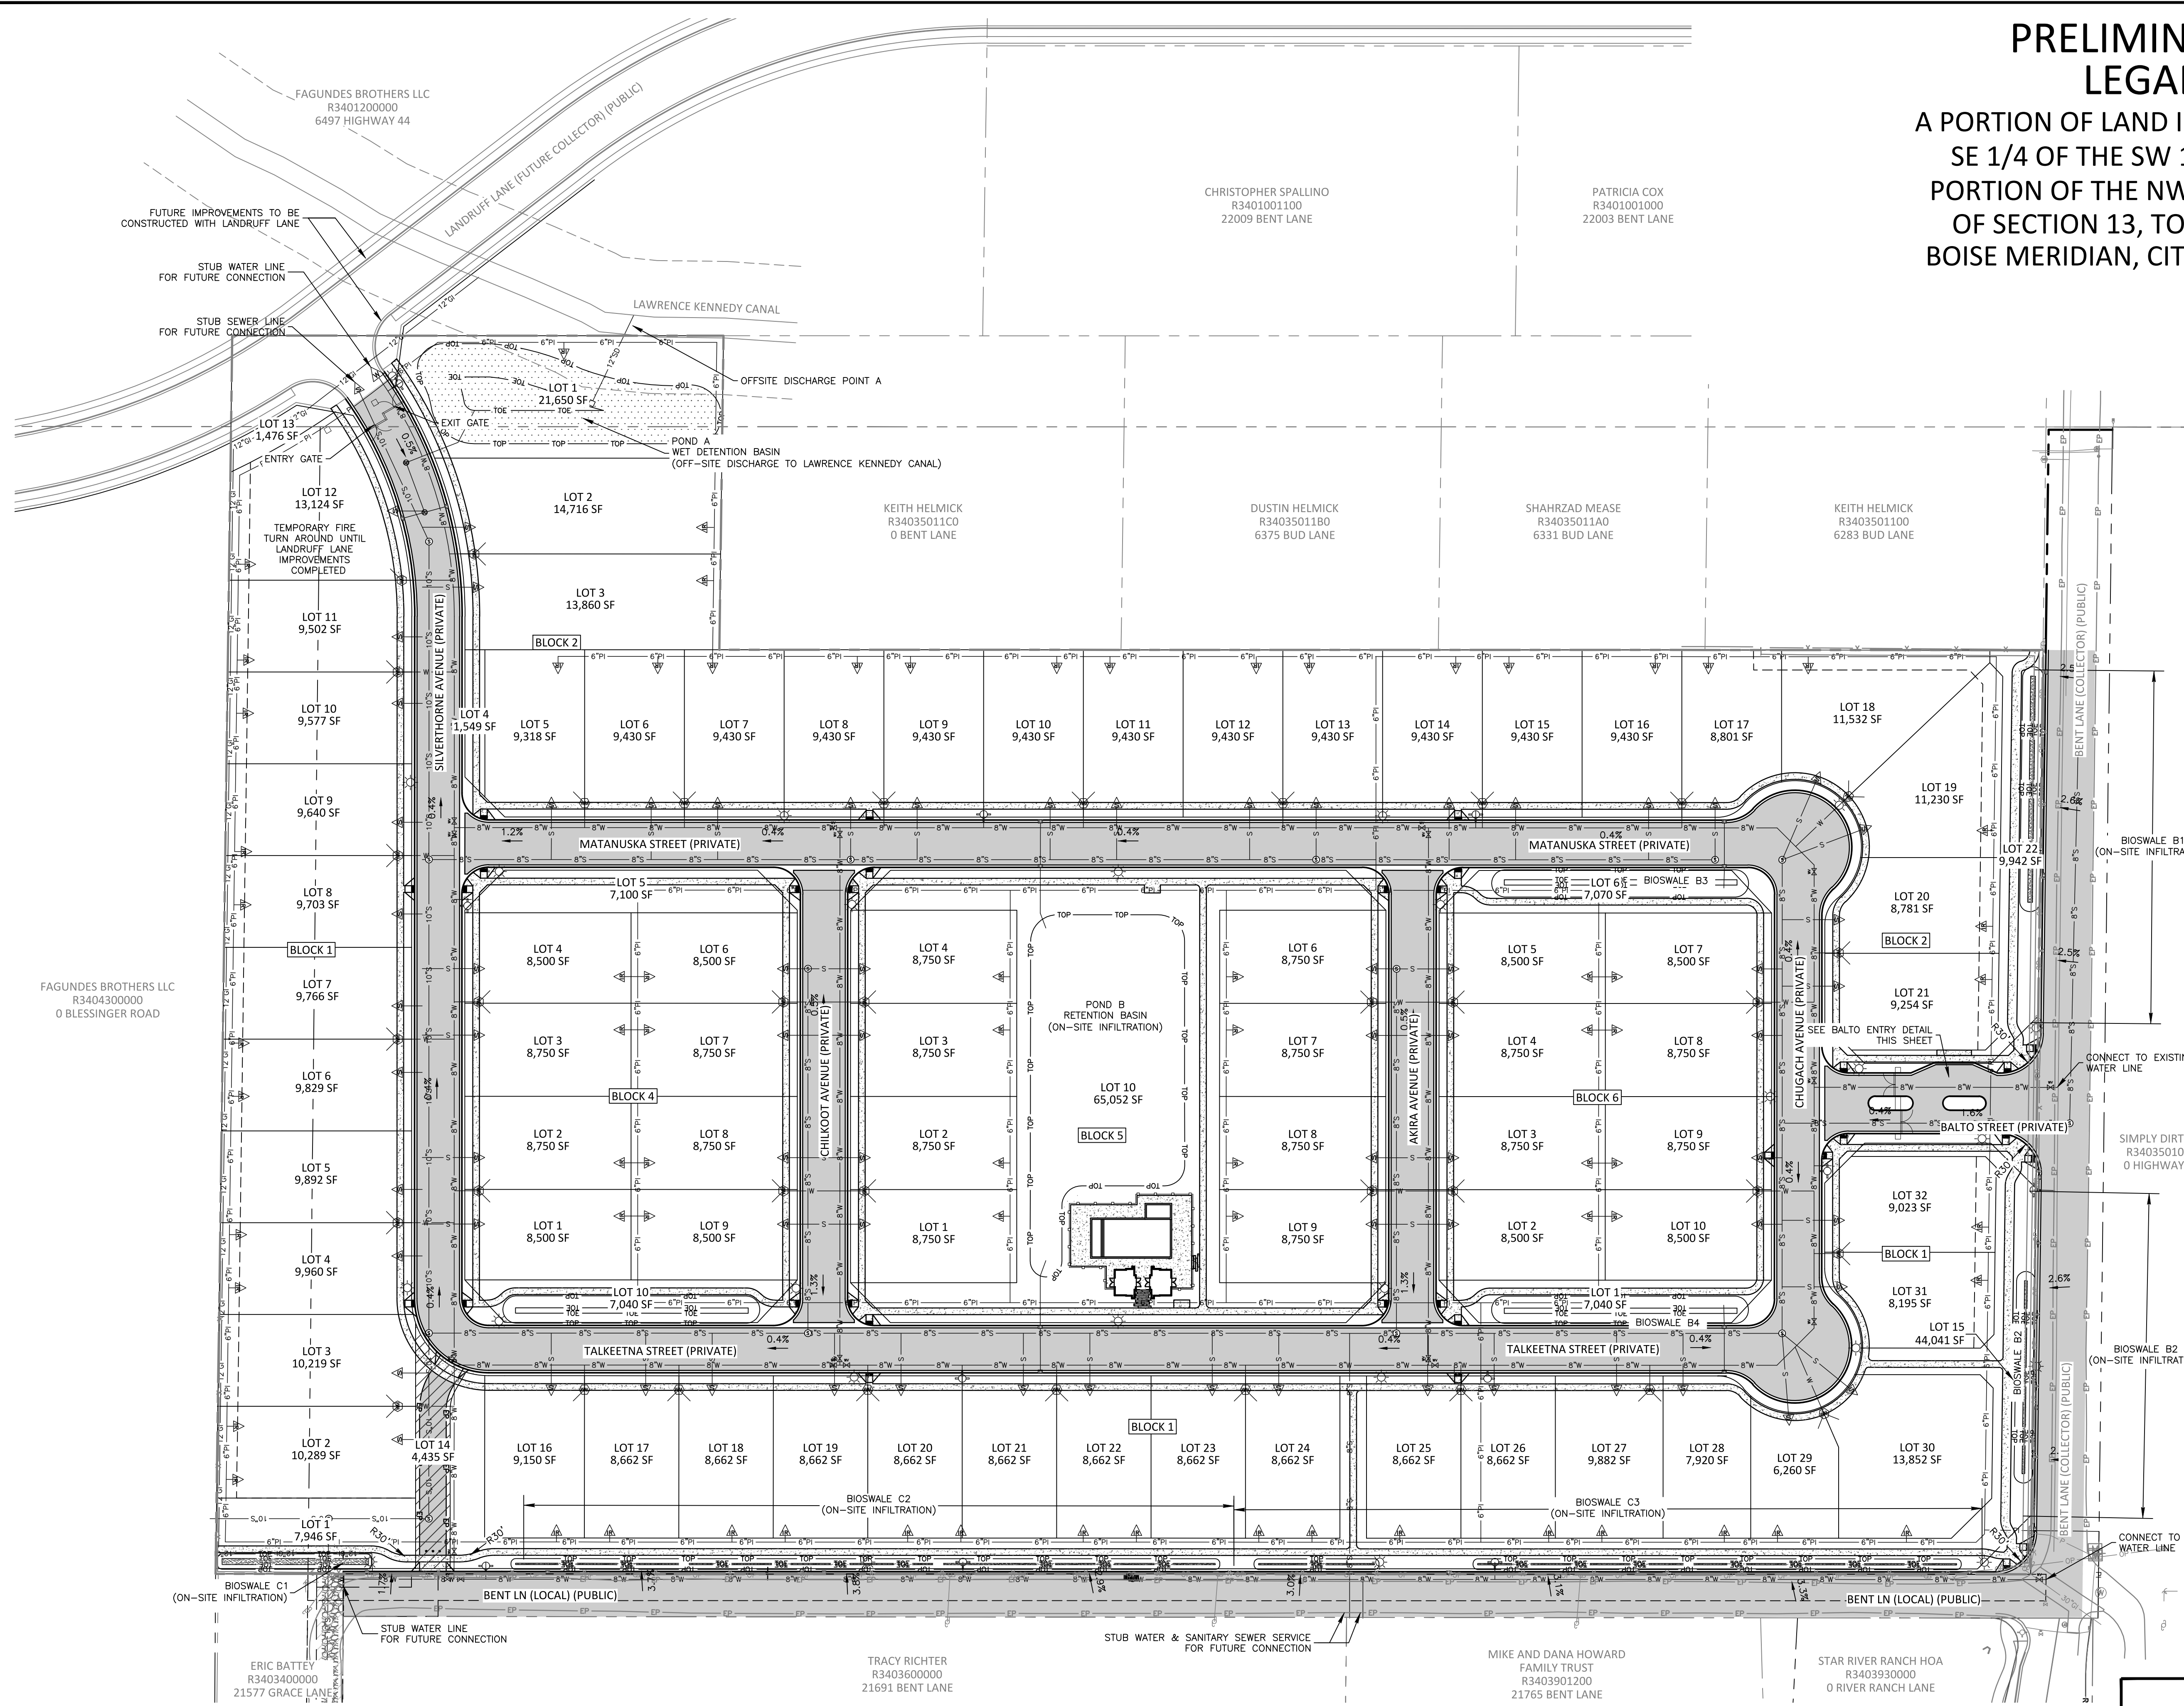 PRELIMIN
LEGAL
A PORTION OF LAND I
SE 1/4 OF THE SW 1
PORTION OF THE NW
OF SECTION 13, TO
BOISE MERIDIAN, CIT
FAGUNDES BROTHERS LLC
R3401200000
6497 HIGHWAY 44
LANDRUFF LANE (FUTURE COLLECTOR) (PUBLIC)
CHRISTOPHER SPALLINO
R3401001100
22009 BENT LANE
PATRICIA COX
R3401001000
22003 BENT LANE
FUTURE IMPROVEMENTS TO BE
CONSTRUCTED WITH LANDRUFF LANE
STUB WATER LINE
FOR FUTURE CONNECTION
STUB SEWER LINE
FOR FUTURE CONNECTION
LAWRENCE KENNEDY CANAL
OFFSITE DISCHARGE POINT A
LOT 1
21,650 SF
EXIT GATE
ENTRY GATE
POND A
WET DETENTION BASIN
(OFF-SITE DISCHARGE TO LAWRENCE KENNEDY CANAL)
LOT 13
1,476 SF
LOT 12
13,124 SF
TEMPORARY FIRE
TURN AROUND UNTIL
LANDRUFF LANE
IMPROVEMENTS
COMPLETED
LOT 2
14,716 SF
LOT 3
13,860 SF
BLOCK 2
KEITH HELMICK
R34035011C0
0 BENT LANE
DUSTIN HELMICK
R34035011B0
6375 BUD LANE
SHAHRZAD MEASE
R34035011A0
6331 BUD LANE
KEITH HELMICK
R3403501100
6283 BUD LANE
BENT LANE (COLLECTOR) (PUBLIC)
SILVERTHORNE AVENUE (PRIVATE)
LOT 11
9,502 SF
LOT 10
9,577 SF
LOT 9
9,640 SF
LOT 8
9,703 SF
BLOCK 1
LOT 7
9,766 SF
LOT 6
9,829 SF
LOT 5
9,892 SF
LOT 4
9,960 SF
LOT 3
10,219 SF
LOT 2
10,289 SF
LOT 1
7,946 SF
LOT 14
4,435 SF
FAGUNDES BROTHERS LLC
R3404300000
0 BLESSINGER ROAD
LOT 4
1,549 SF
LOT 5
9,318 SF
LOT 6
9,430 SF
LOT 7
9,430 SF
LOT 8
9,430 SF
LOT 9
9,430 SF
LOT 10
9,430 SF
LOT 11
9,430 SF
LOT 12
9,430 SF
LOT 13
9,430 SF
LOT 14
9,430 SF
LOT 15
9,430 SF
LOT 16
9,430 SF
LOT 17
8,801 SF
LOT 18
11,532 SF
LOT 19
11,230 SF
LOT 22
9,942 SF
BIOSWALE B1
(ON-SITE INFILTRA
LOT 20
8,781 SF
BLOCK 2
LOT 21
9,254 SF
SEE BALTO ENTRY DETAIL
THIS SHEET
CONNECT TO EXISTIN
WATER LINE
MATANUSKA STREET (PRIVATE)
MATANUSKA STREET (PRIVATE)
1.2%
0.4%
0.4%
0.4%
LOT 5
7,100 SF
LOT 4
8,500 SF
LOT 6
8,500 SF
LOT 3
8,750 SF
LOT 7
8,750 SF
BLOCK 4
LOT 2
8,750 SF
LOT 8
8,750 SF
LOT 1
8,500 SF
LOT 9
8,500 SF
LOT 10
7,040 SF
CHILKOOT AVENUE (PRIVATE)
LOT 4
8,750 SF
LOT 3
8,750 SF
LOT 2
8,750 SF
LOT 1
8,750 SF
POND B
RETENTION BASIN
(ON-SITE INFILTRATION)
LOT 10
65,052 SF
BLOCK 5
LOT 6
8,750 SF
LOT 7
8,750 SF
LOT 8
8,750 SF
LOT 9
8,750 SF
AKIRA AVENUE (PRIVATE)
LOT 6
7,070 SF
BIOSWALE B3
LOT 5
8,500 SF
LOT 7
8,500 SF
LOT 4
8,750 SF
LOT 8
8,750 SF
BLOCK 6
LOT 3
8,750 SF
LOT 9
8,750 SF
LOT 2
8,500 SF
LOT 10
8,500 SF
LOT 1
7,040 SF
BIOSWALE B4
CHUGACH AVENUE (PRIVATE)
BALTO STREET (PRIVATE)
0.4%
1.6%
SIMPLY DIRT
R34035010
0 HIGHWAY
LOT 32
9,023 SF
BLOCK 1
LOT 31
8,195 SF
LOT 15
44,041 SF
BIOSWALE B2
BIOSWALE B2
(ON-SITE INFILTRAT
BENT LANE (COLLECTOR) (PUBLIC)
TALKEETNA STREET (PRIVATE)
TALKEETNA STREET (PRIVATE)
0.4%
0.4%
0.4%
BLOCK 1
LOT 16
9,150 SF
LOT 17
8,662 SF
LOT 18
8,662 SF
LOT 19
8,662 SF
LOT 20
8,662 SF
LOT 21
8,662 SF
LOT 22
8,662 SF
LOT 23
8,662 SF
LOT 24
8,662 SF
LOT 25
8,662 SF
LOT 26
8,662 SF
LOT 27
9,882 SF
LOT 28
7,920 SF
LOT 29
6,260 SF
LOT 30
13,852 SF
BIOSWALE C2
(ON-SITE INFILTRATION)
BIOSWALE C3
(ON-SITE INFILTRATION)
CONNECT TO
WATER LINE
BIOSWALE C1
(ON-SITE INFILTRATION)
BENT LN (LOCAL) (PUBLIC)
BENT LN (LOCAL) (PUBLIC)
STUB WATER LINE
FOR FUTURE CONNECTION
STUB WATER & SANITARY SEWER SERVICE
FOR FUTURE CONNECTION
ERIC BATTEY
R3403400000
21577 GRACE LANE
TRACY RICHTER
R3403600000
21691 BENT LANE
MIKE AND DANA HOWARD
FAMILY TRUST
R3403901200
21765 BENT LANE
STAR RIVER RANCH HOA
R3403930000
0 RIVER RANCH LANE